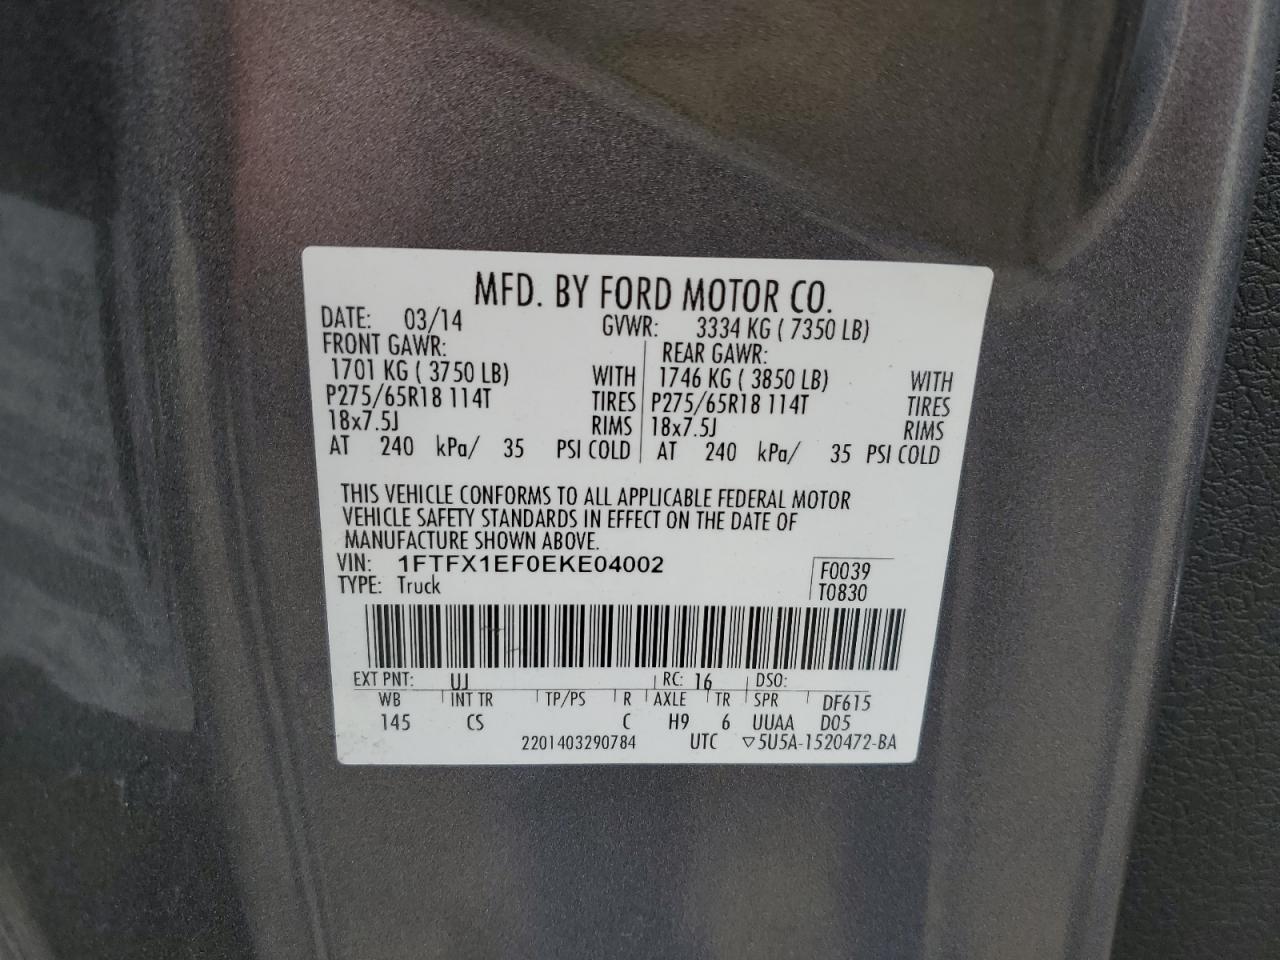 MFD. BY FORD MOTOR CO.
DATE: 03/14 GVWR: 3334 KG ( 7350 LB)
FRONT GAWR: REAR GAWR:
1701 KG ( 3750 LB) WITH 1746 KG ( 3850 LB) WITH
P275/65R18 114T TIRES P275/65R18 114T TIRES
18x7.5J RIMS 18x7.5J RIMS
AT 240 kPa/ 35 PSI COLD AT 240 kPa/ 35 PSI COLD
THIS VEHICLE CONFORMS TO ALL APPLICABLE FEDERAL MOTOR
VEHICLE SAFETY STANDARDS IN EFFECT ON THE DATE OF
MANUFACTURE SHOWN ABOVE.
VIN: 1FTFX1EF0EKE04002 F0039
TYPE: Truck T0830
EXT PNT: UJ RC: 16 DSO:
WB INT TR TP/PS R AXLE TR SPR DF615
145 CS C H9 6 UUAA D05
2201403290784 UTC ▽5U5A-1520472-BA